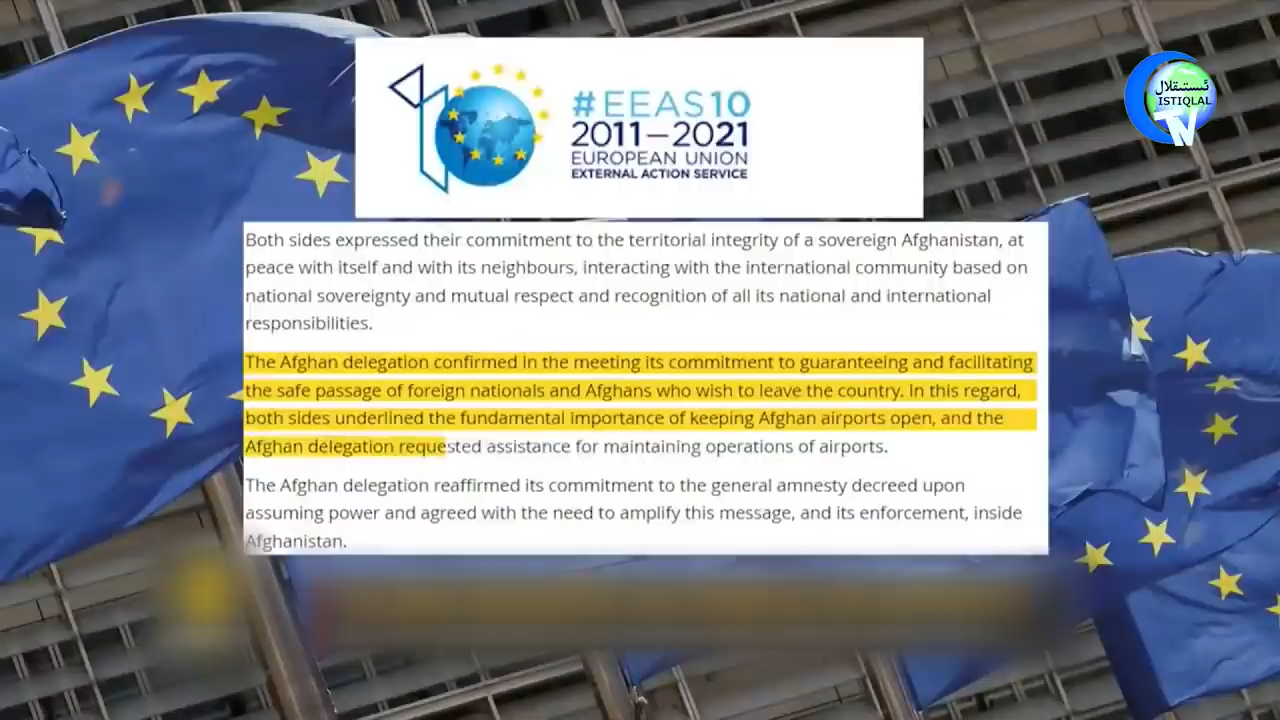 #EEAS10
2011—2021
EUROPEAN UNION
EXTERNAL ACTION SERVICE
ئىستىقلال
ISTIQLAL
TV
Both sides expressed their commitment to the territorial integrity of a sovereign Afghanistan, at
peace with itself and with its neighbours, interacting with the international community based on
national sovereignty and mutual respect and recognition of all its national and international
responsibilities.
The Afghan delegation confirmed in the meeting its commitment to guaranteeing and facilitating
the safe passage of foreign nationals and Afghans who wish to leave the country. In this regard,
both sides underlined the fundamental importance of keeping Afghan airports open, and the
Afghan delegation requested assistance for maintaining operations of airports.
The Afghan delegation reaffirmed its commitment to the general amnesty decreed upon
assuming power and agreed with the need to amplify this message, and its enforcement, inside
Afghanistan.